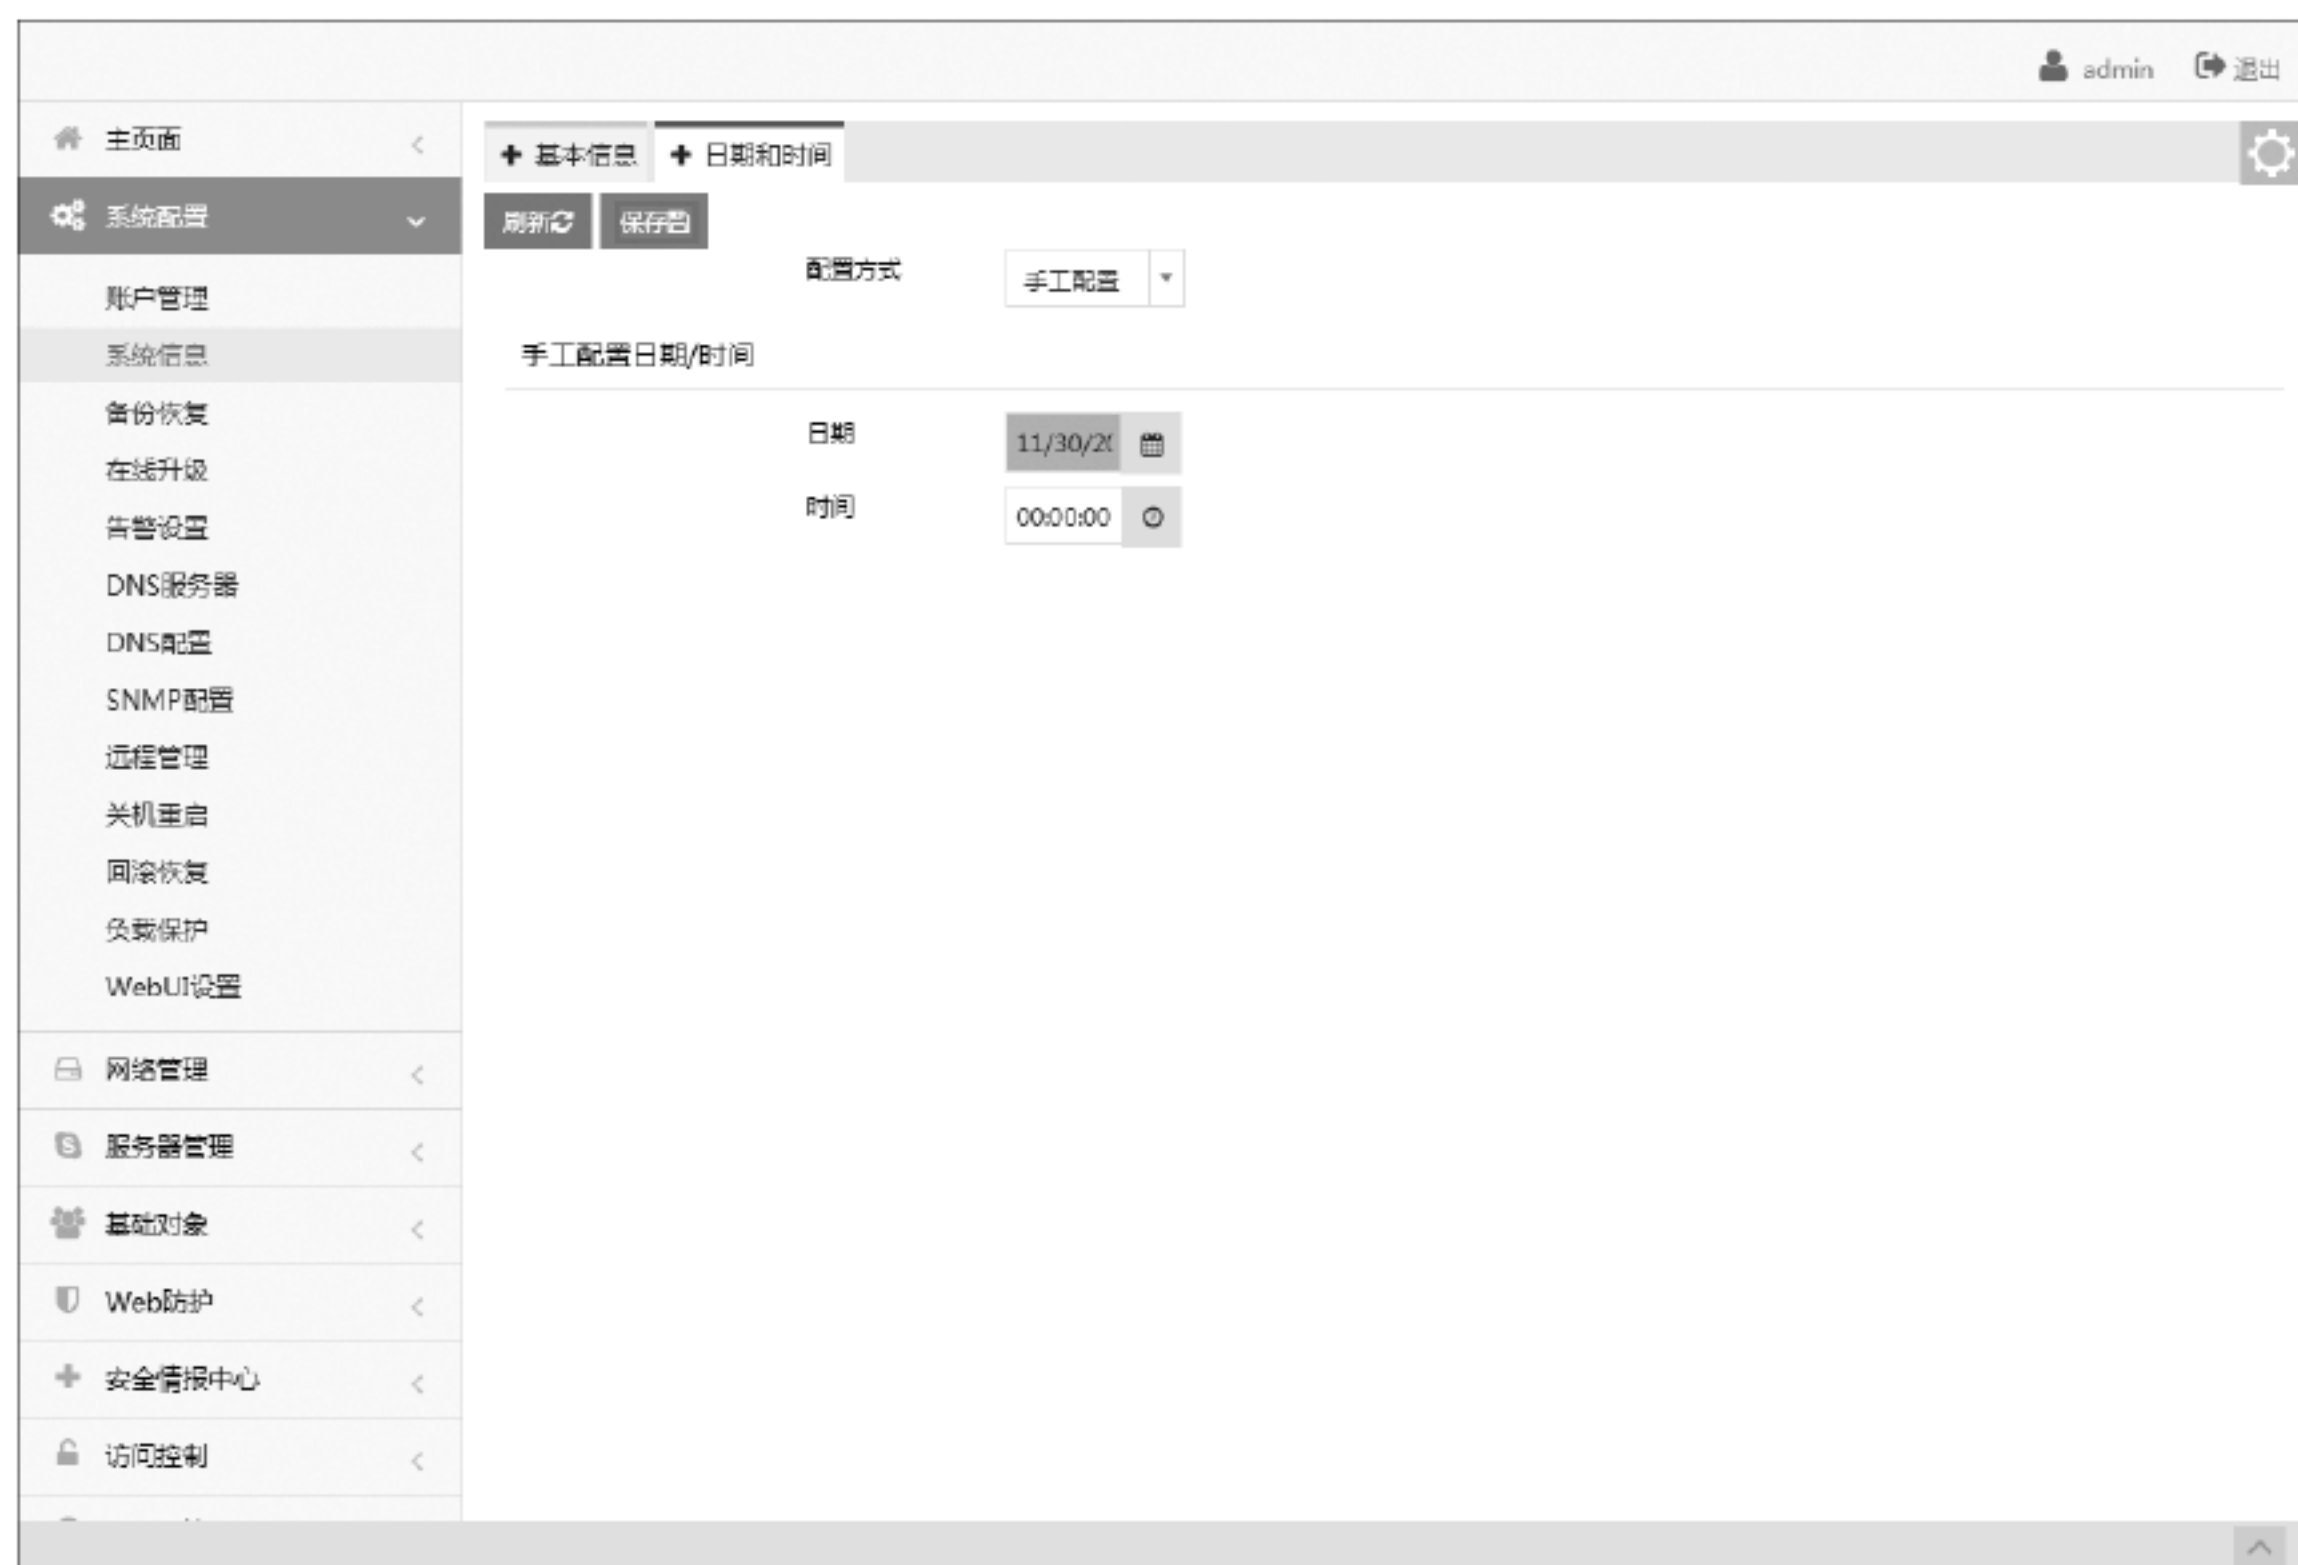 admin 退出
主页面
系统配置
账户管理
系统信息
备份恢复
在线升级
告警设置
DNS服务器
DNS配置
SNMP配置
远程管理
关机重启
回滚恢复
负载保护
WebUI设置
网络管理
服务器管理
基础对象
Web防护
安全情报中心
访问控制
基本信息 日期和时间
刷新 保存
配置方式 手工配置
手工配置日期/时间
日期 11/30/20
时间 00:00:00